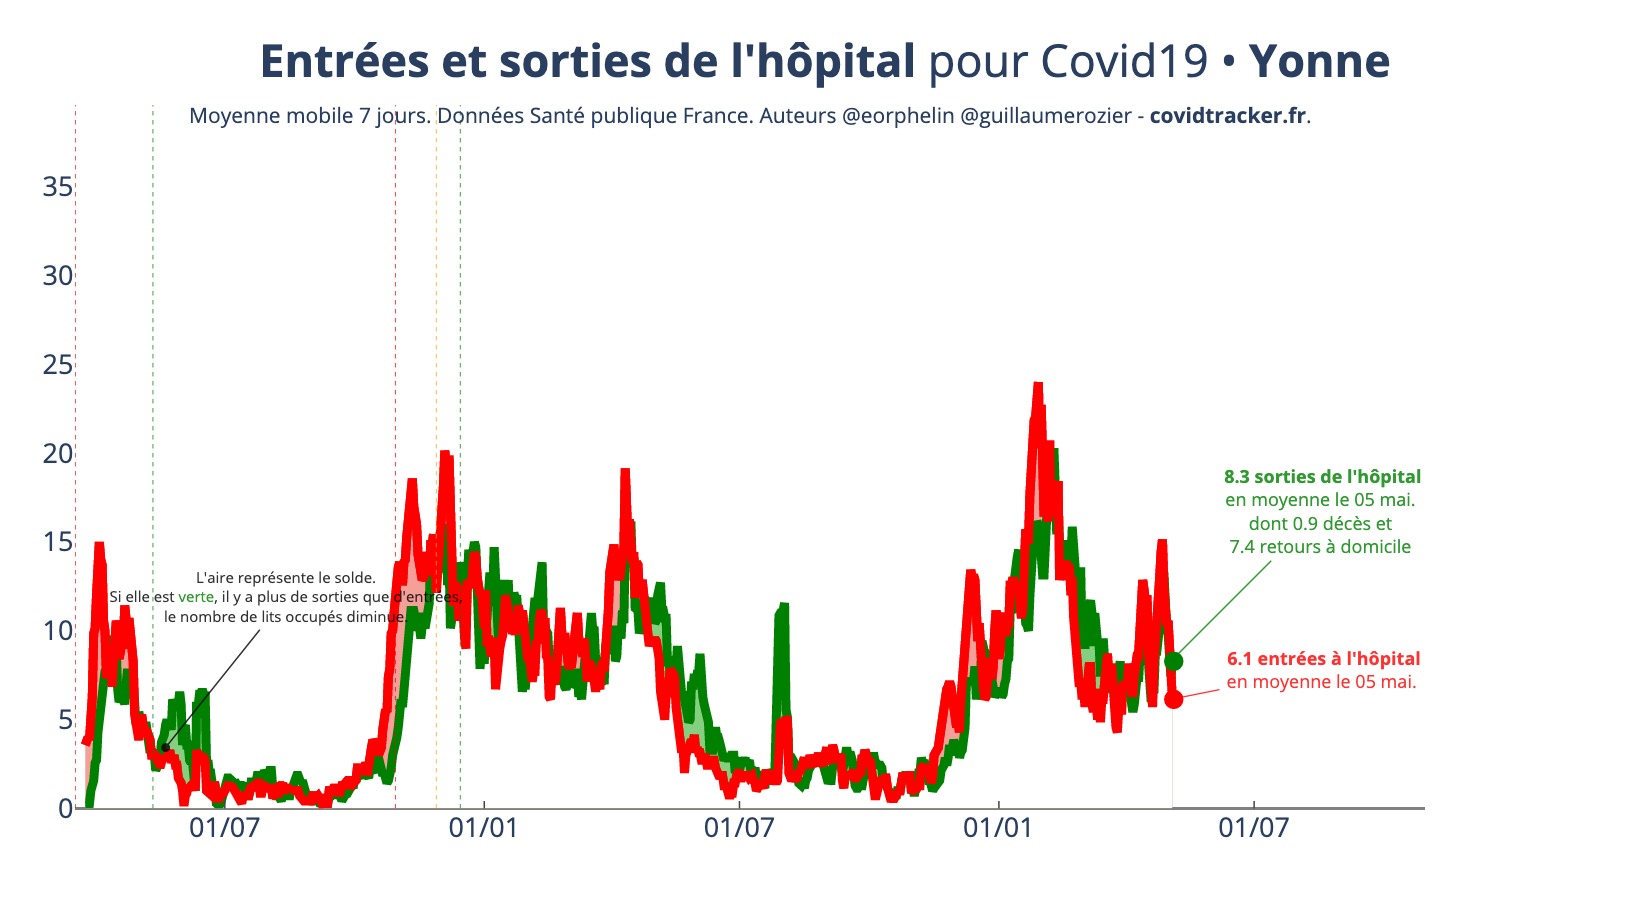 Entrées et sorties de l'hôpital pour Covid19 • Yonne
Moyenne mobile 7 jours. Données Santé publique France. Auteurs @eorphelin @guillaumerozier - covidtracker.fr.
35
30
25
20
15
10
5
0
L'aire représente le solde.
Si elle est verte, il y a plus de sorties que d'entrées,
le nombre de lits occupés diminue.
8.3 sorties de l'hôpital
en moyenne le 05 mai.
dont 0.9 décès et
7.4 retours à domicile
6.1 entrées à l'hôpital
en moyenne le 05 mai.
01/07
01/01
01/07
01/01
01/07